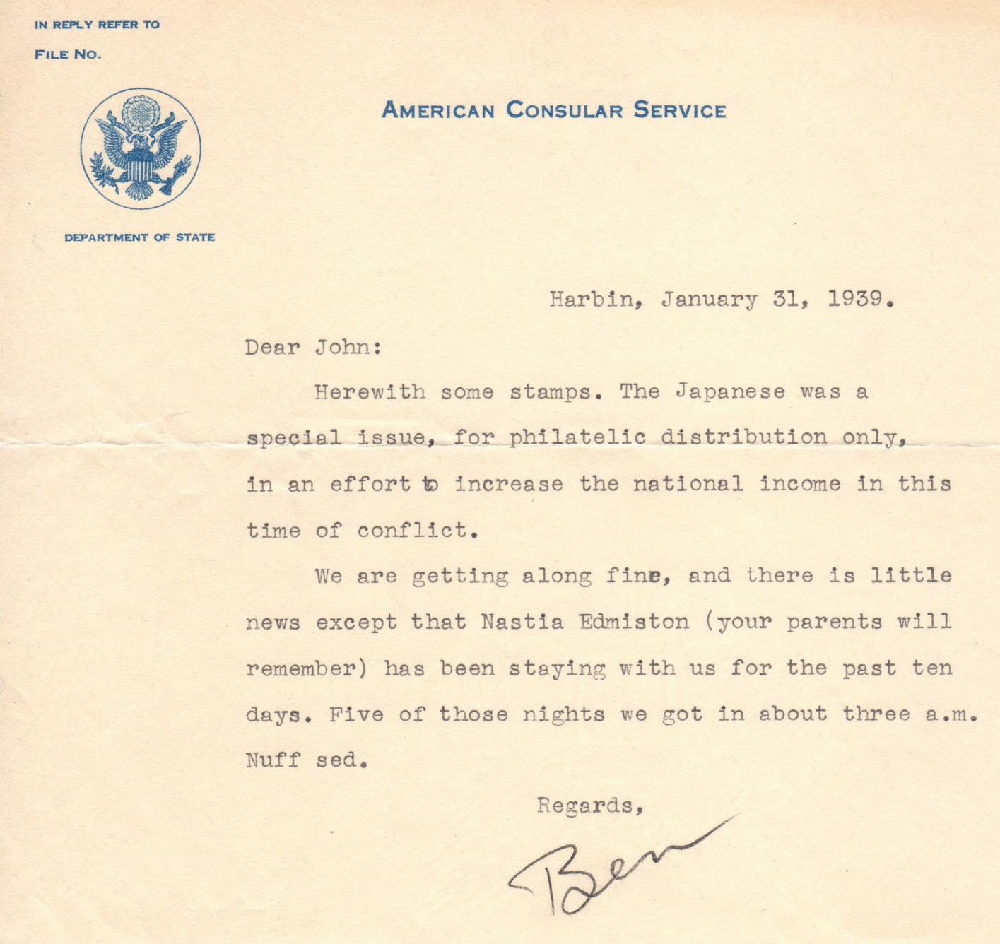 IN REPLY REFER TO
FILE NO.
AMERICAN CONSULAR SERVICE
DEPARTMENT OF STATE
Harbin, January 31, 1939.
Dear John:
Herewith some stamps. The Japanese was a
special issue, for philatelic distribution only,
in an effort to increase the national income in this
time of conflict.
We are getting along fine, and there is little
news except that Nastia Edmiston (your parents will
remember) has been staying with us for the past ten
days. Five of those nights we got in about three a.m.
Nuff sed.
Regards,
Ben